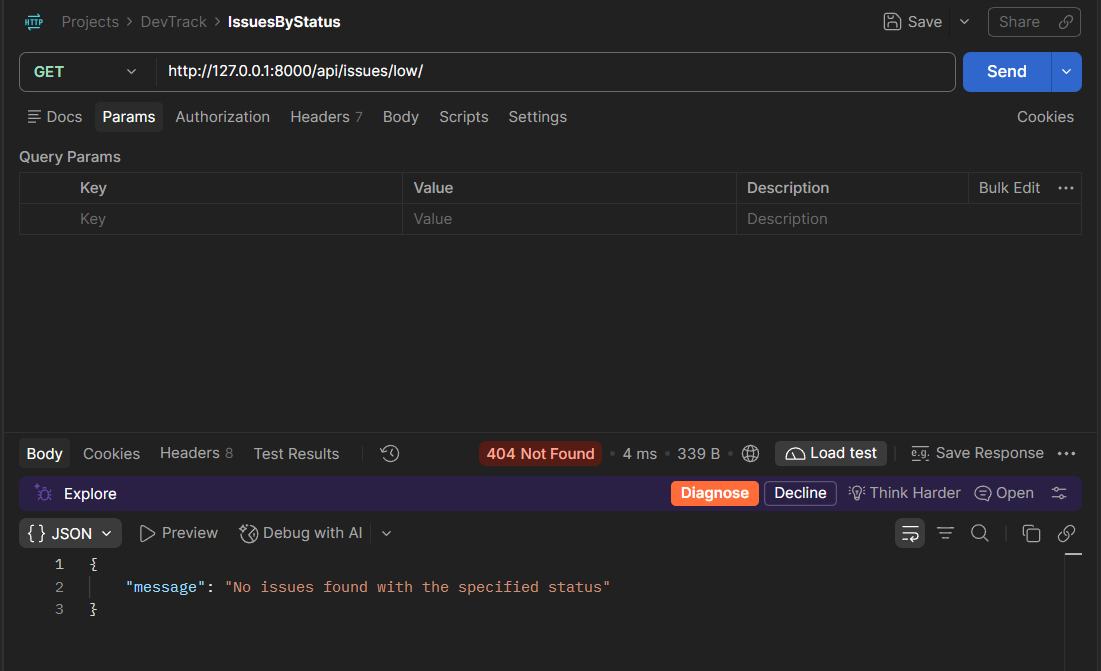 HTTP Projects > DevTrack > IssuesByStatus Save Share
GET http://127.0.0.1:8000/api/issues/low/ Send
Docs Params Authorization Headers 7 Body Scripts Settings Cookies
Query Params
Key Value Description Bulk Edit ...
Key Value Description
Body Cookies Headers 8 Test Results 404 Not Found • 4 ms • 339 B • Load test e.g. Save Response ...
Explore Diagnose Decline Think Harder Open
{ } JSON Preview Debug with AI
1 {
2 "message": "No issues found with the specified status"
3 }